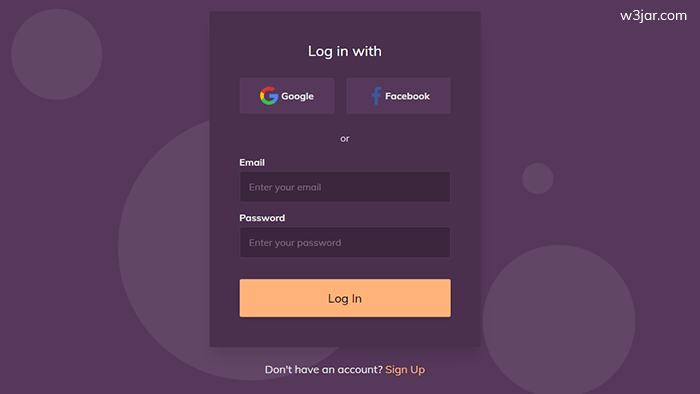 w3jar.com
Log in with
Google
Facebook
or
Email
Enter your email
Password
Enter your password
Log In
Don't have an account? Sign Up